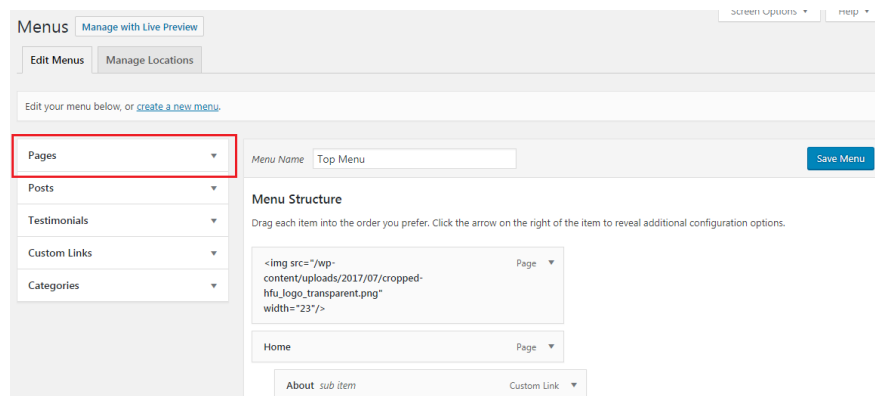 Screen Options ▼ Help ▼
Menus Manage with Live Preview
Edit Menus Manage Locations
Edit your menu below, or create a new menu.
Pages ▼
Posts ▼
Testimonials ▼
Custom Links ▼
Categories ▼
Menu Name Top Menu Save Menu
Menu Structure
Drag each item into the order you prefer. Click the arrow on the right of the item to reveal additional configuration options.
<img src="/wp- Page ▼
content/uploads/2017/07/cropped-
hfu_logo_transparent.png"
width="23"/>
Home Page ▼
About sub item Custom Link ▼